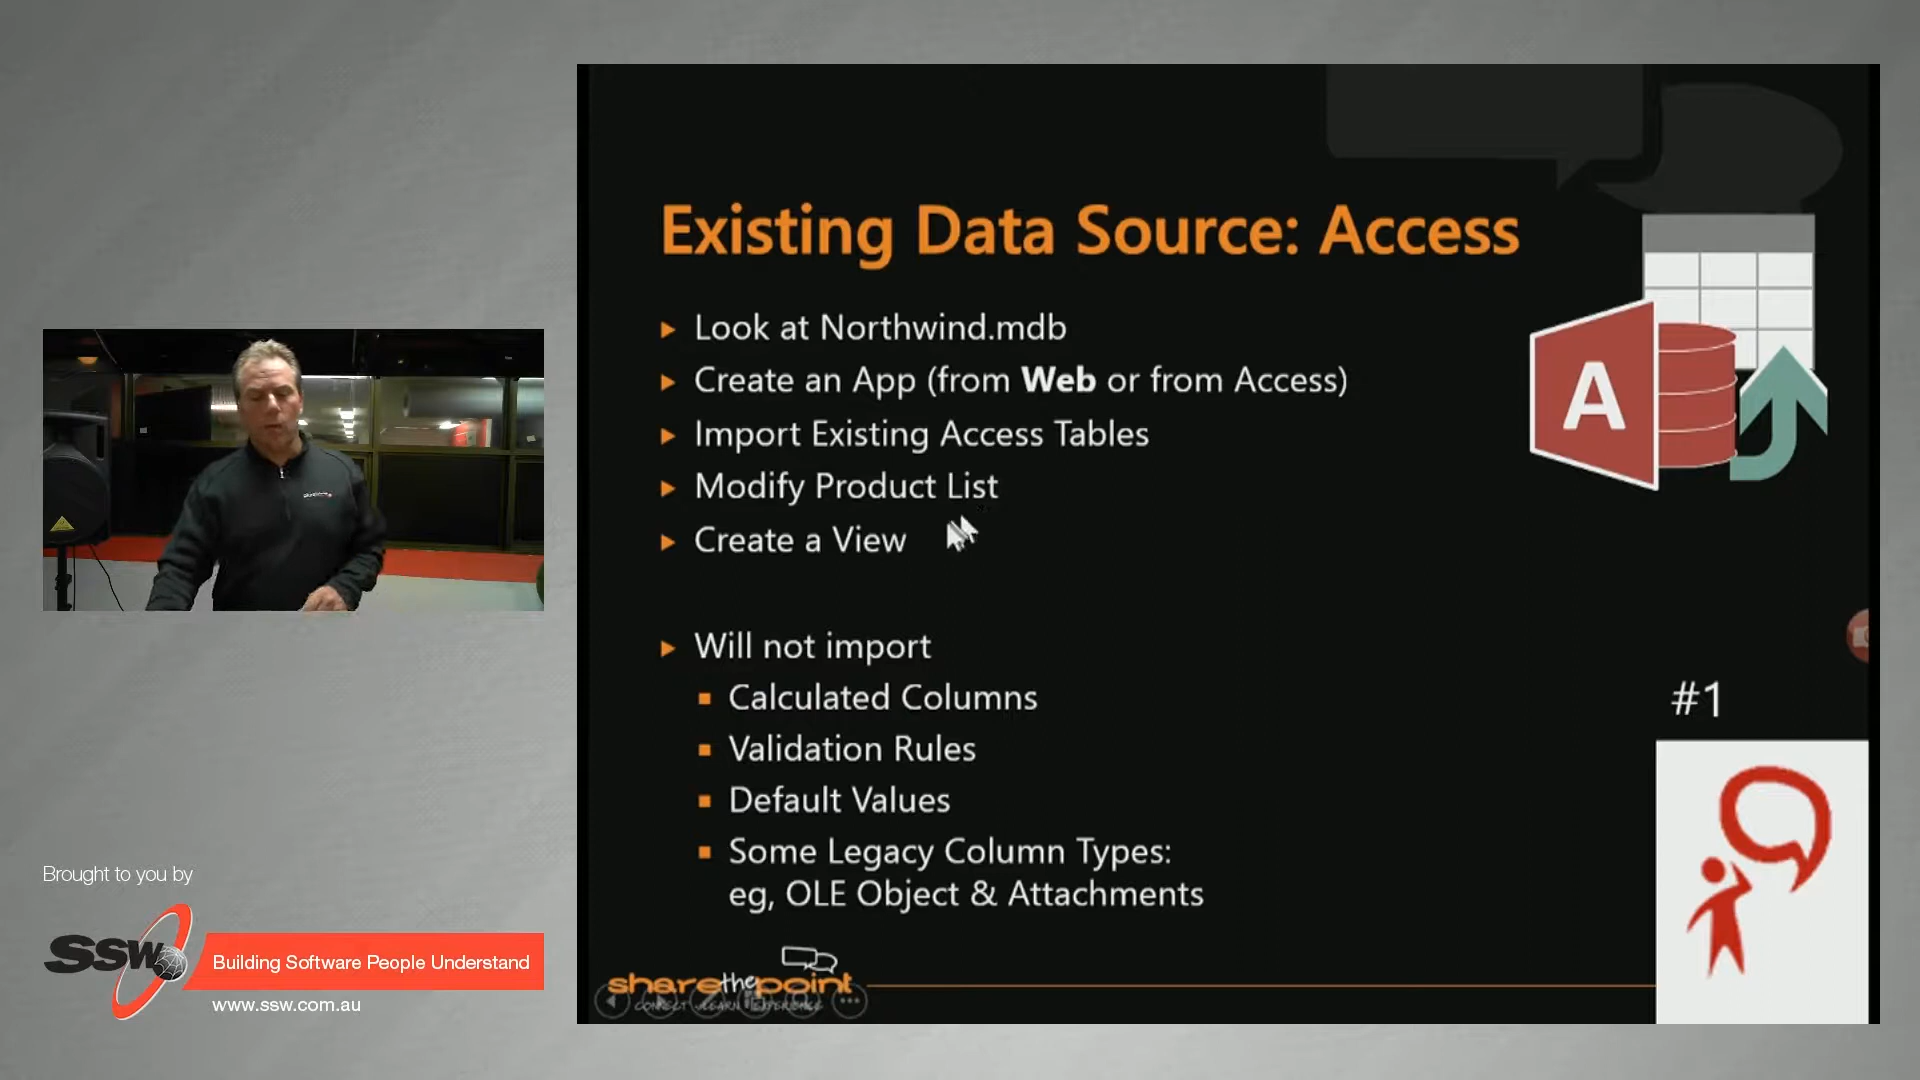 Existing Data Source: Access
Look at Northwind.mdb
Create an App (from Web or from Access)
Import Existing Access Tables
Modify Product List
Create a View
Will not import
Calculated Columns
Validation Rules
Default Values
Some Legacy Column Types:
eg, OLE Object & Attachments
#1
A
sharethepoint
Brought to you by
SSW
Building Software People Understand
www.ssw.com.au